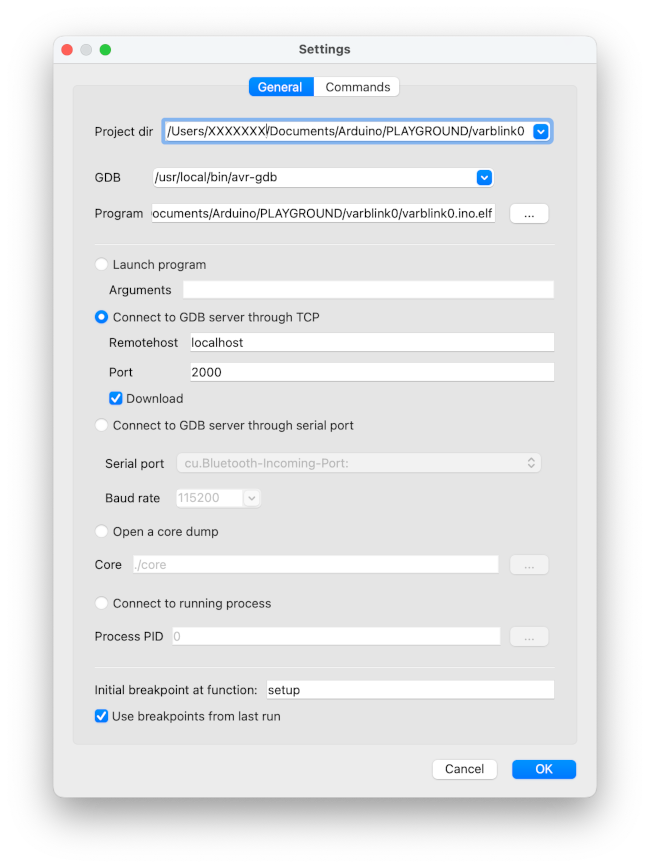 Settings
General Commands
Project dir /Users/XXXXXXX/Documents/Arduino/PLAYGROUND/varblink0
GDB /usr/local/bin/avr-gdb
Program ocuments/Arduino/PLAYGROUND/varblink0/varblink0.ino.elf ...
Launch program
Arguments
Connect to GDB server through TCP
Remotehost localhost
Port 2000
Download
Connect to GDB server through serial port
Serial port cu.Bluetooth-Incoming-Port:
Baud rate 115200
Open a core dump
Core ./core ...
Connect to running process
Process PID 0 ...
Initial breakpoint at function: setup
Use breakpoints from last run
Cancel OK